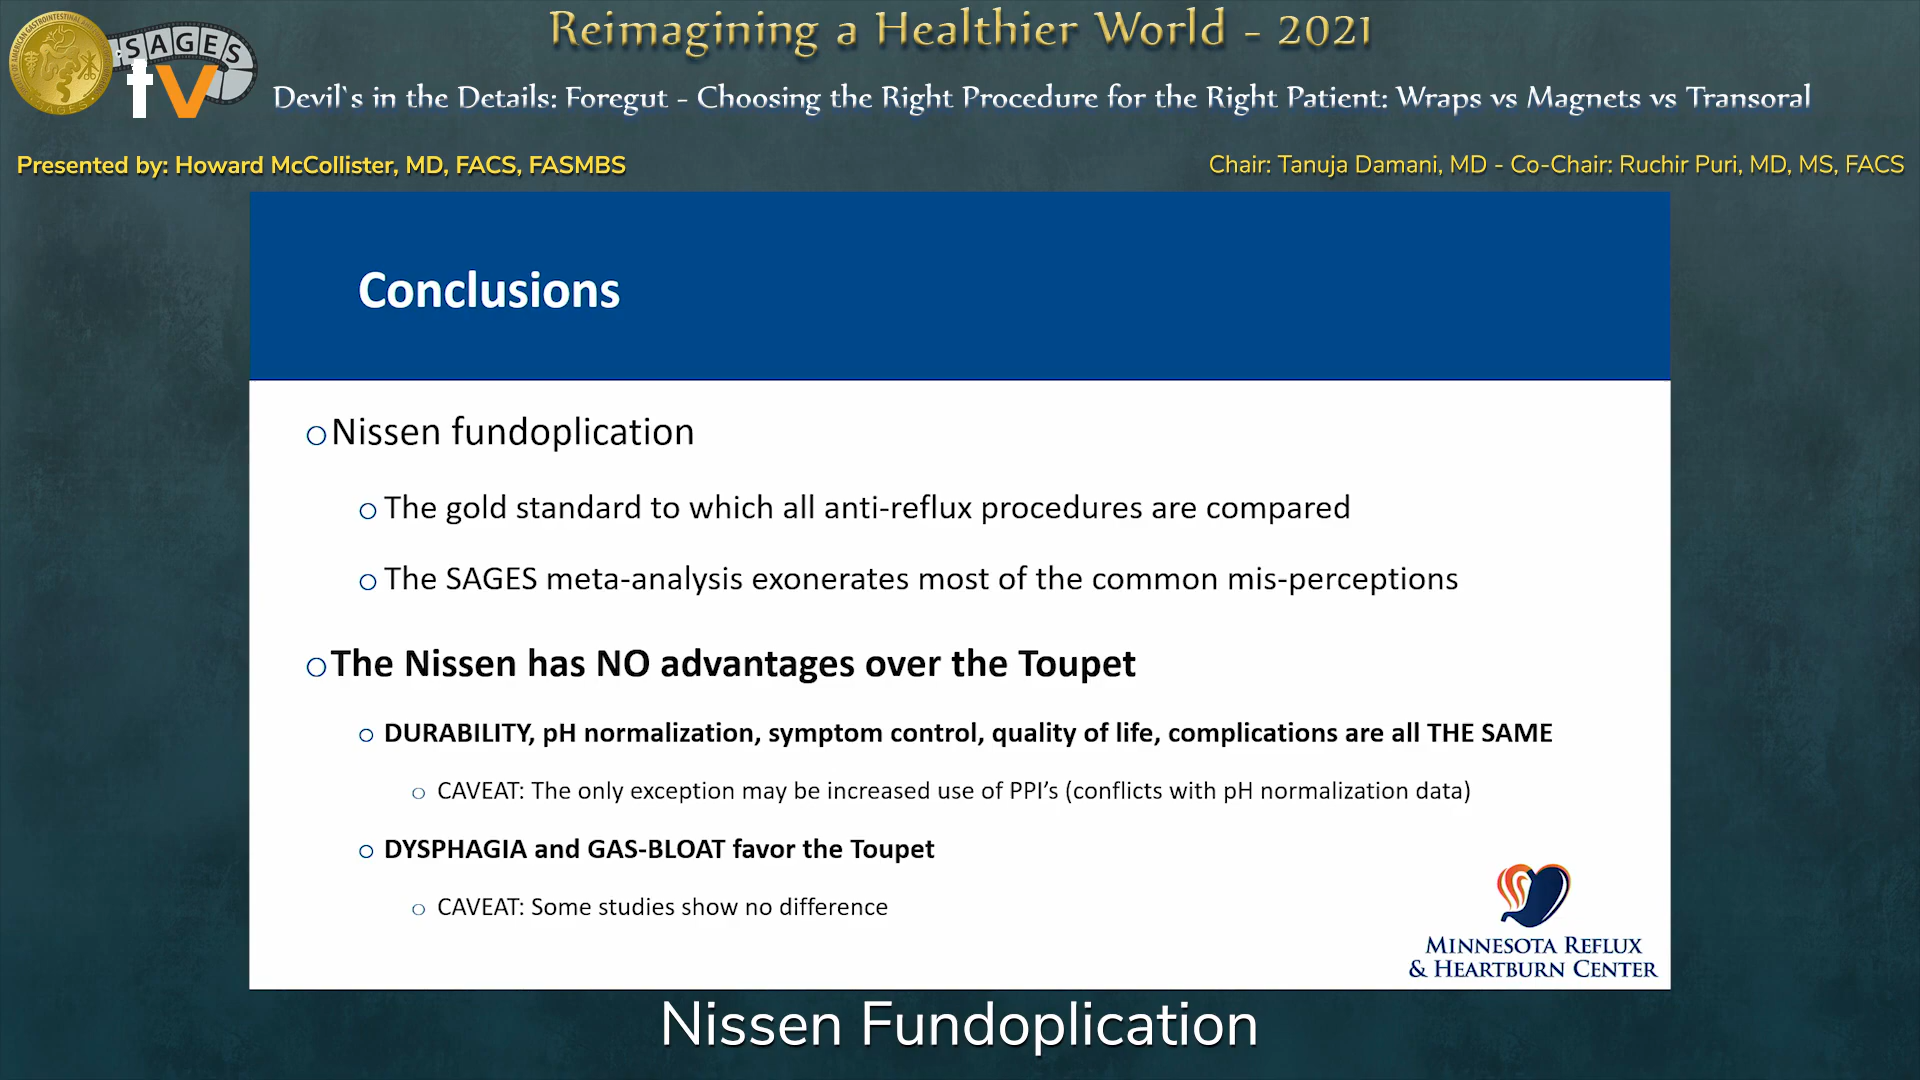 SAGES
tv
Reimagining a Healthier World - 2021
Devil`s in the Details: Foregut - Choosing the Right Procedure for the Right Patient: Wraps vs Magnets vs Transoral
Presented by: Howard McCollister, MD, FACS, FASMBS
Chair: Tanuja Damani, MD - Co-Chair: Ruchir Puri, MD, MS, FACS
Conclusions
Nissen fundoplication
The gold standard to which all anti-reflux procedures are compared
The SAGES meta-analysis exonerates most of the common mis-perceptions
The Nissen has NO advantages over the Toupet
DURABILITY, pH normalization, symptom control, quality of life, complications are all THE SAME
CAVEAT: The only exception may be increased use of PPI’s (conflicts with pH normalization data)
DYSPHAGIA and GAS-BLOAT favor the Toupet
CAVEAT: Some studies show no difference
MINNESOTA REFLUX
& HEARTBURN CENTER
Nissen Fundoplication